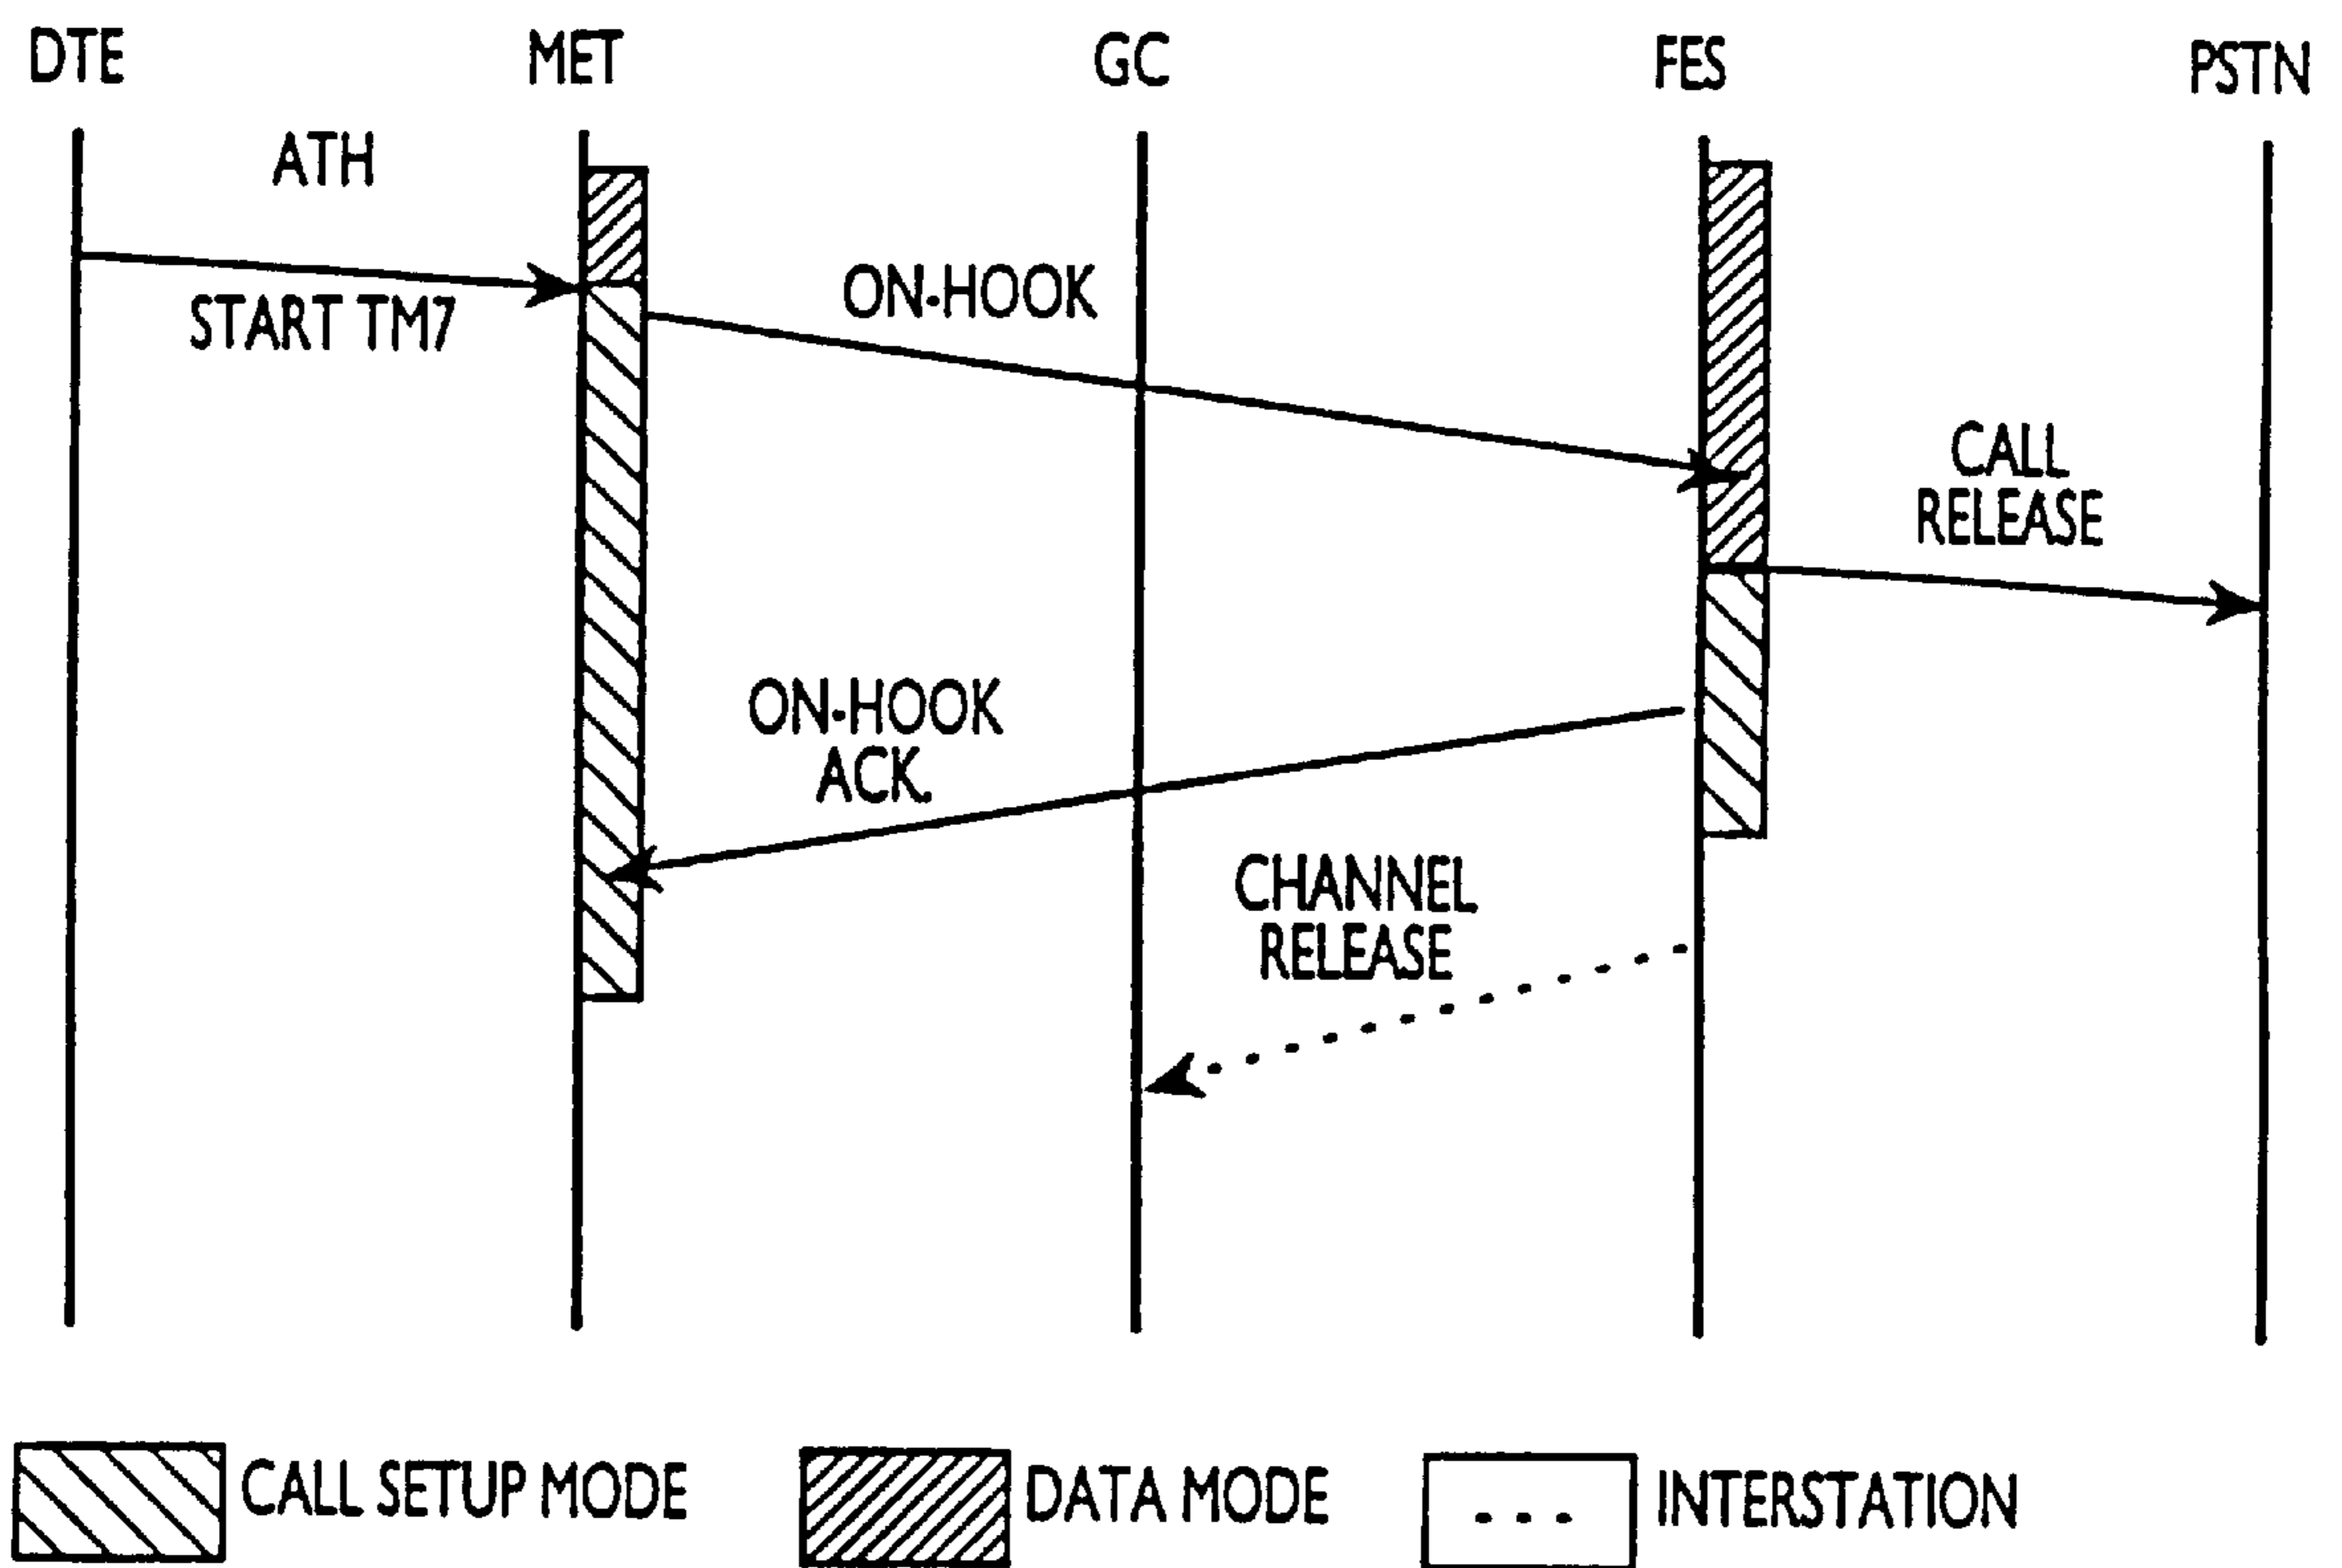 DTE MET GC FES PSTN
ATH
START TM7
ON-HOOK
CALL
RELEASE
ON-HOOK
ACK.
CHANNEL
RELEASE
CALL SETUP MODE DATA MODE INTERSTATION